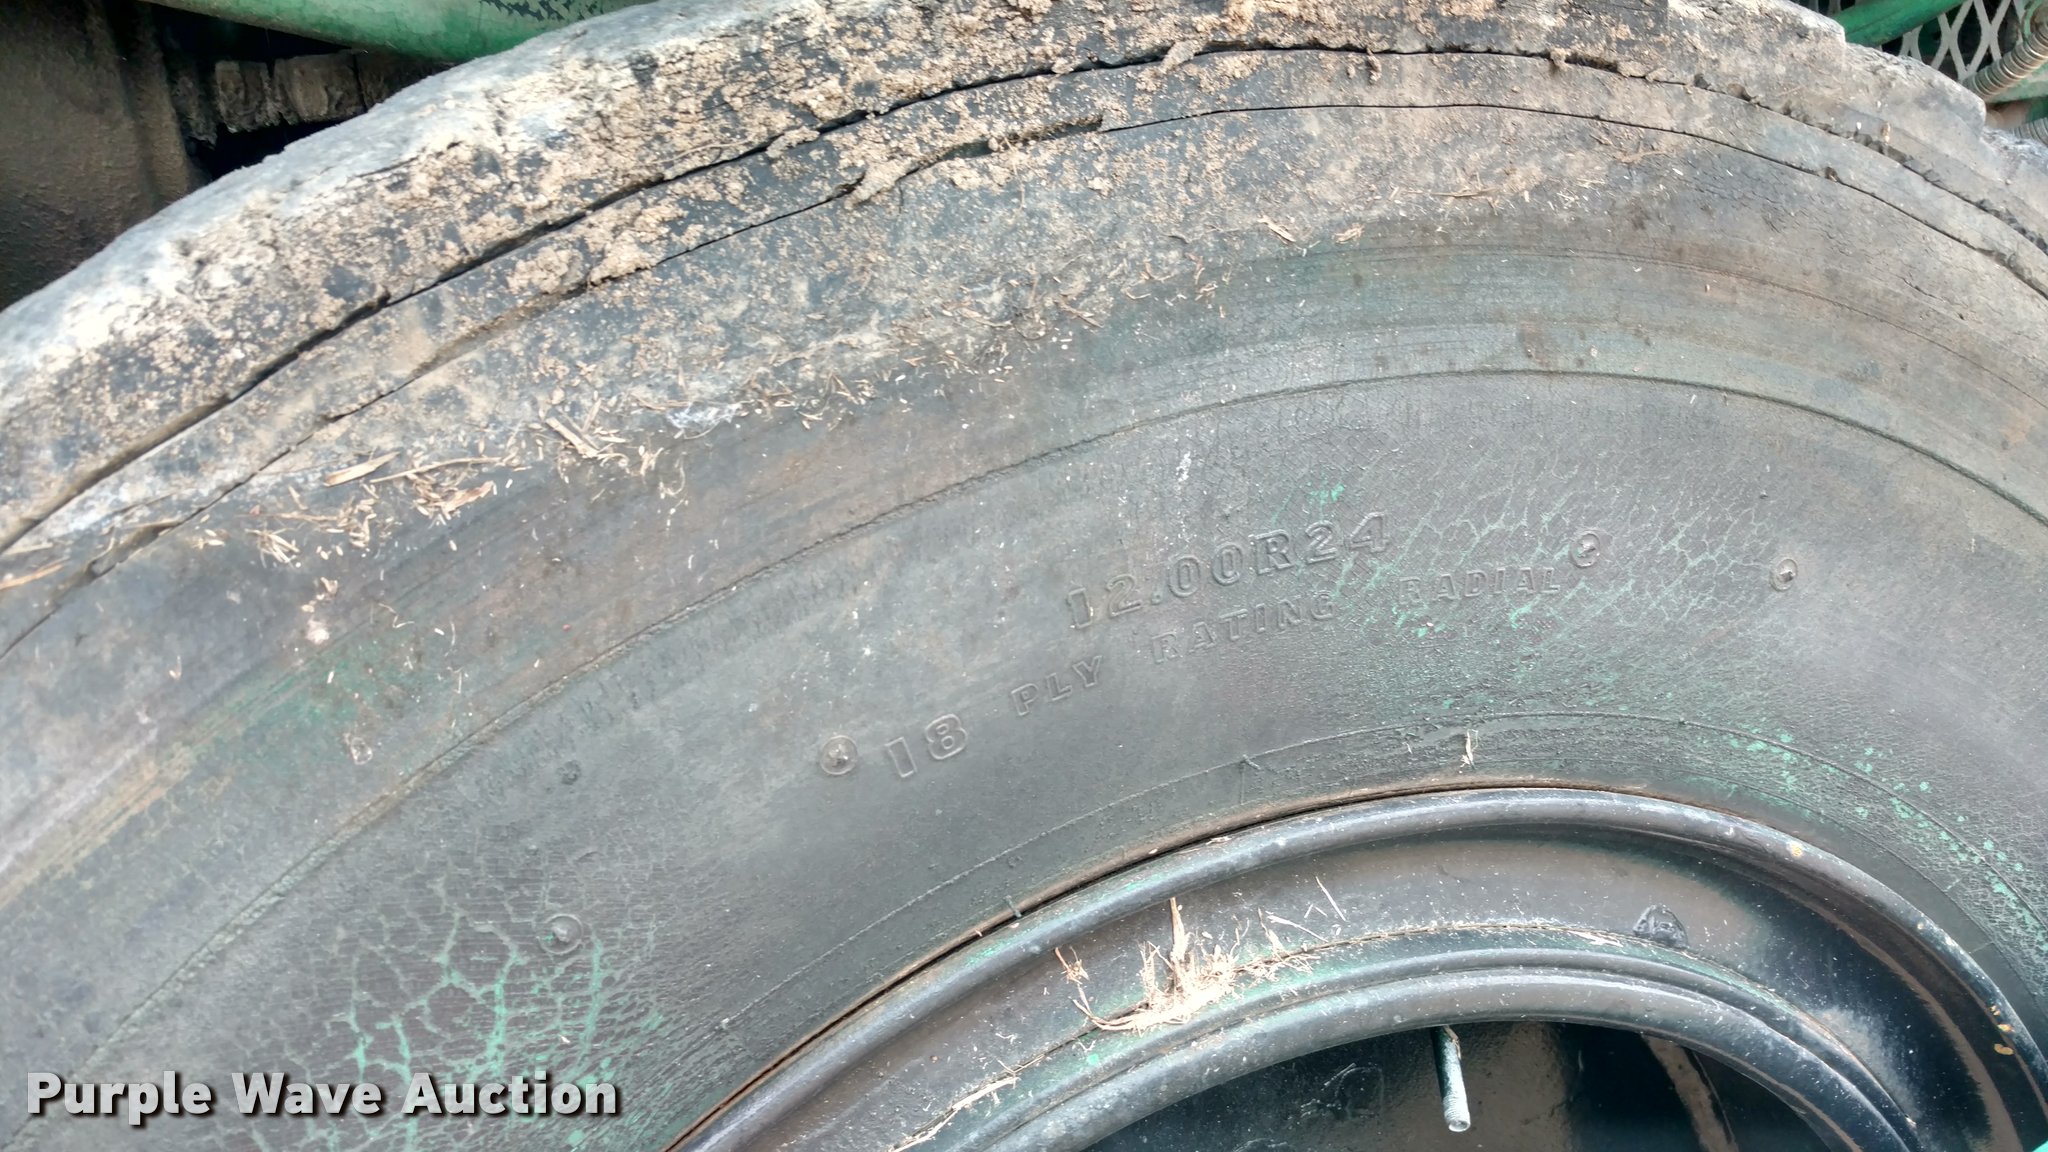 12.00R24
18 PLY RATING RADIAL
Purple Wave Auction